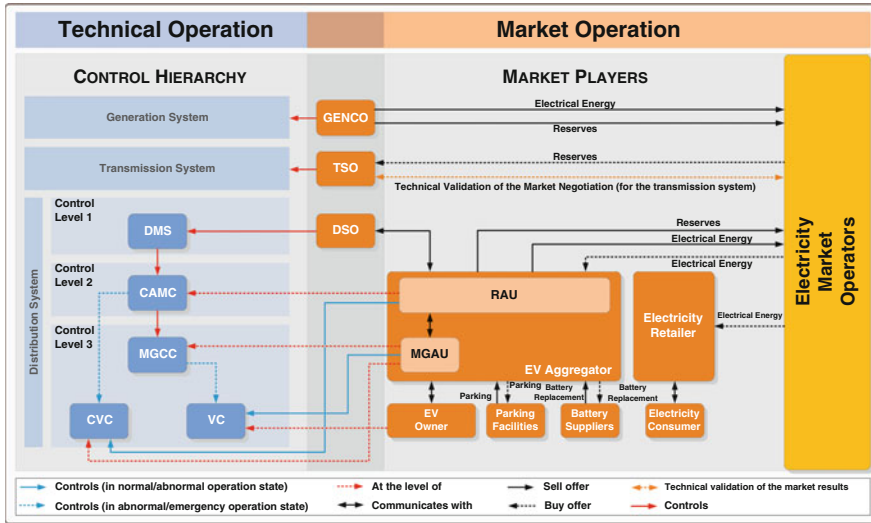 Technical Operation
Market Operation
CONTROL HIERARCHY
MARKET PLAYERS
Generation System
GENCO
Electrical Energy
Reserves
Transmission System
TSO
Reserves
Technical Validation of the Market Negotiation (for the transmission system)
Electricity
Market
Operators
Distribution System
Control
Level 1
DMS
DSO
Reserves
Electrical Energy
Electrical Energy
Control
Level 2
CAMC
RAU
Electricity
Retailer
Electrical Energy
Control
Level 3
MGCC
MGAU
EV Aggregator
Parking
Parking
Battery
Replacement
Battery
Replacement
CVC
VC
EV
Owner
Parking
Facilities
Battery
Suppliers
Electricity
Consumer
Controls (in normal/abnormal operation state)
At the level of
Sell offer
Technical validation of the market results
Controls (in abnormal/emergency operation state)
Communicates with
Buy offer
Controls